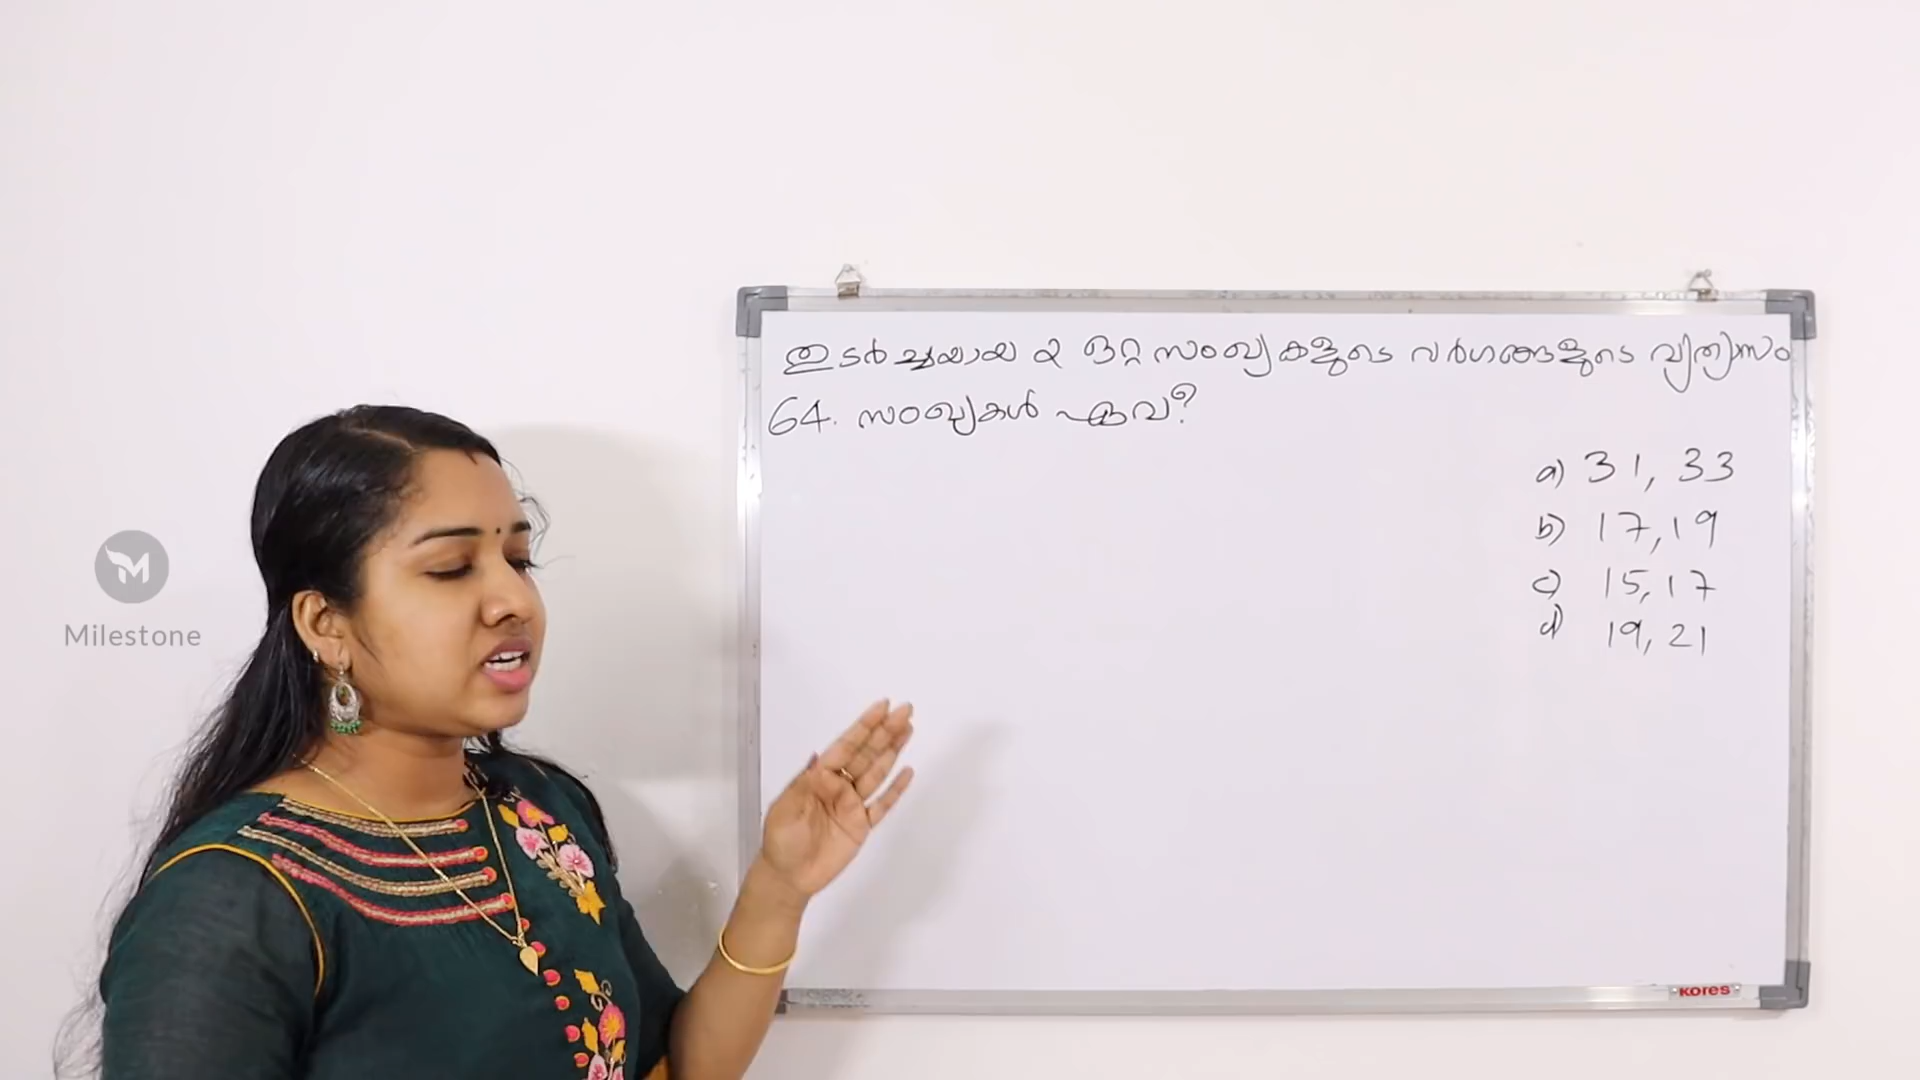 തുടർച്ചയായ 2 ഒറ്റ സംഖ്യകളുടെ വർഗങ്ങളുടെ വ്യത്യാസം
64. സംഖ്യകൾ ഏവ?
a) 31, 33
b) 17, 19
c) 15, 17
d) 19, 21
Milestone
kores